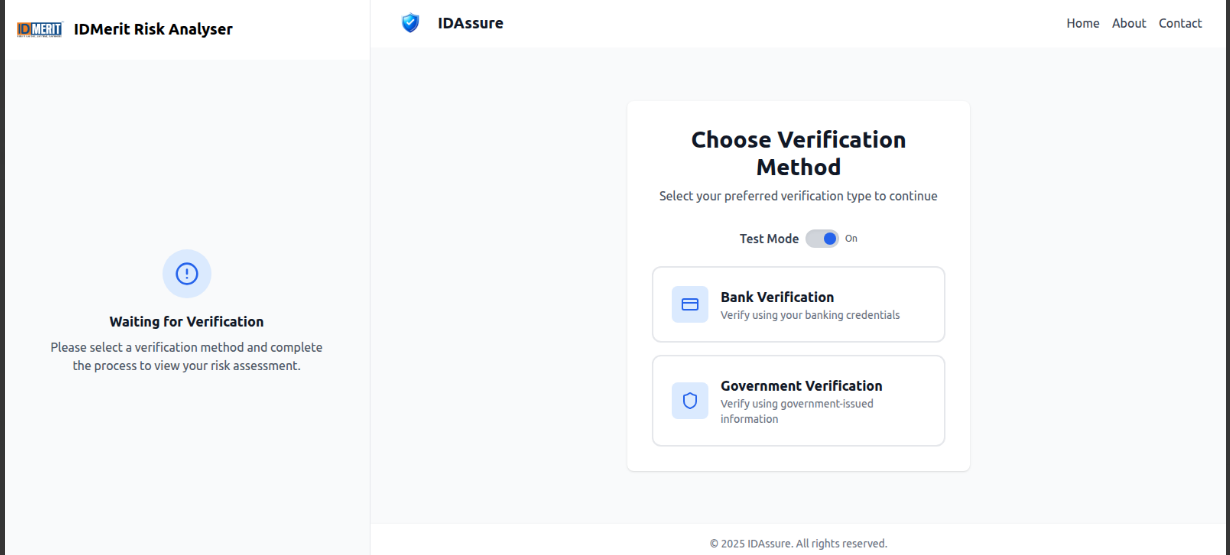 IDMERIT
IDMerit Risk Analyser
Waiting for Verification
Please select a verification method and complete
the process to view your risk assessment.
IDAssure
Home About Contact
Choose Verification
Method
Select your preferred verification type to continue
Test Mode On
Bank Verification
Verify using your banking credentials
Government Verification
Verify using government-issued
information
© 2025 IDAssure. All rights reserved.